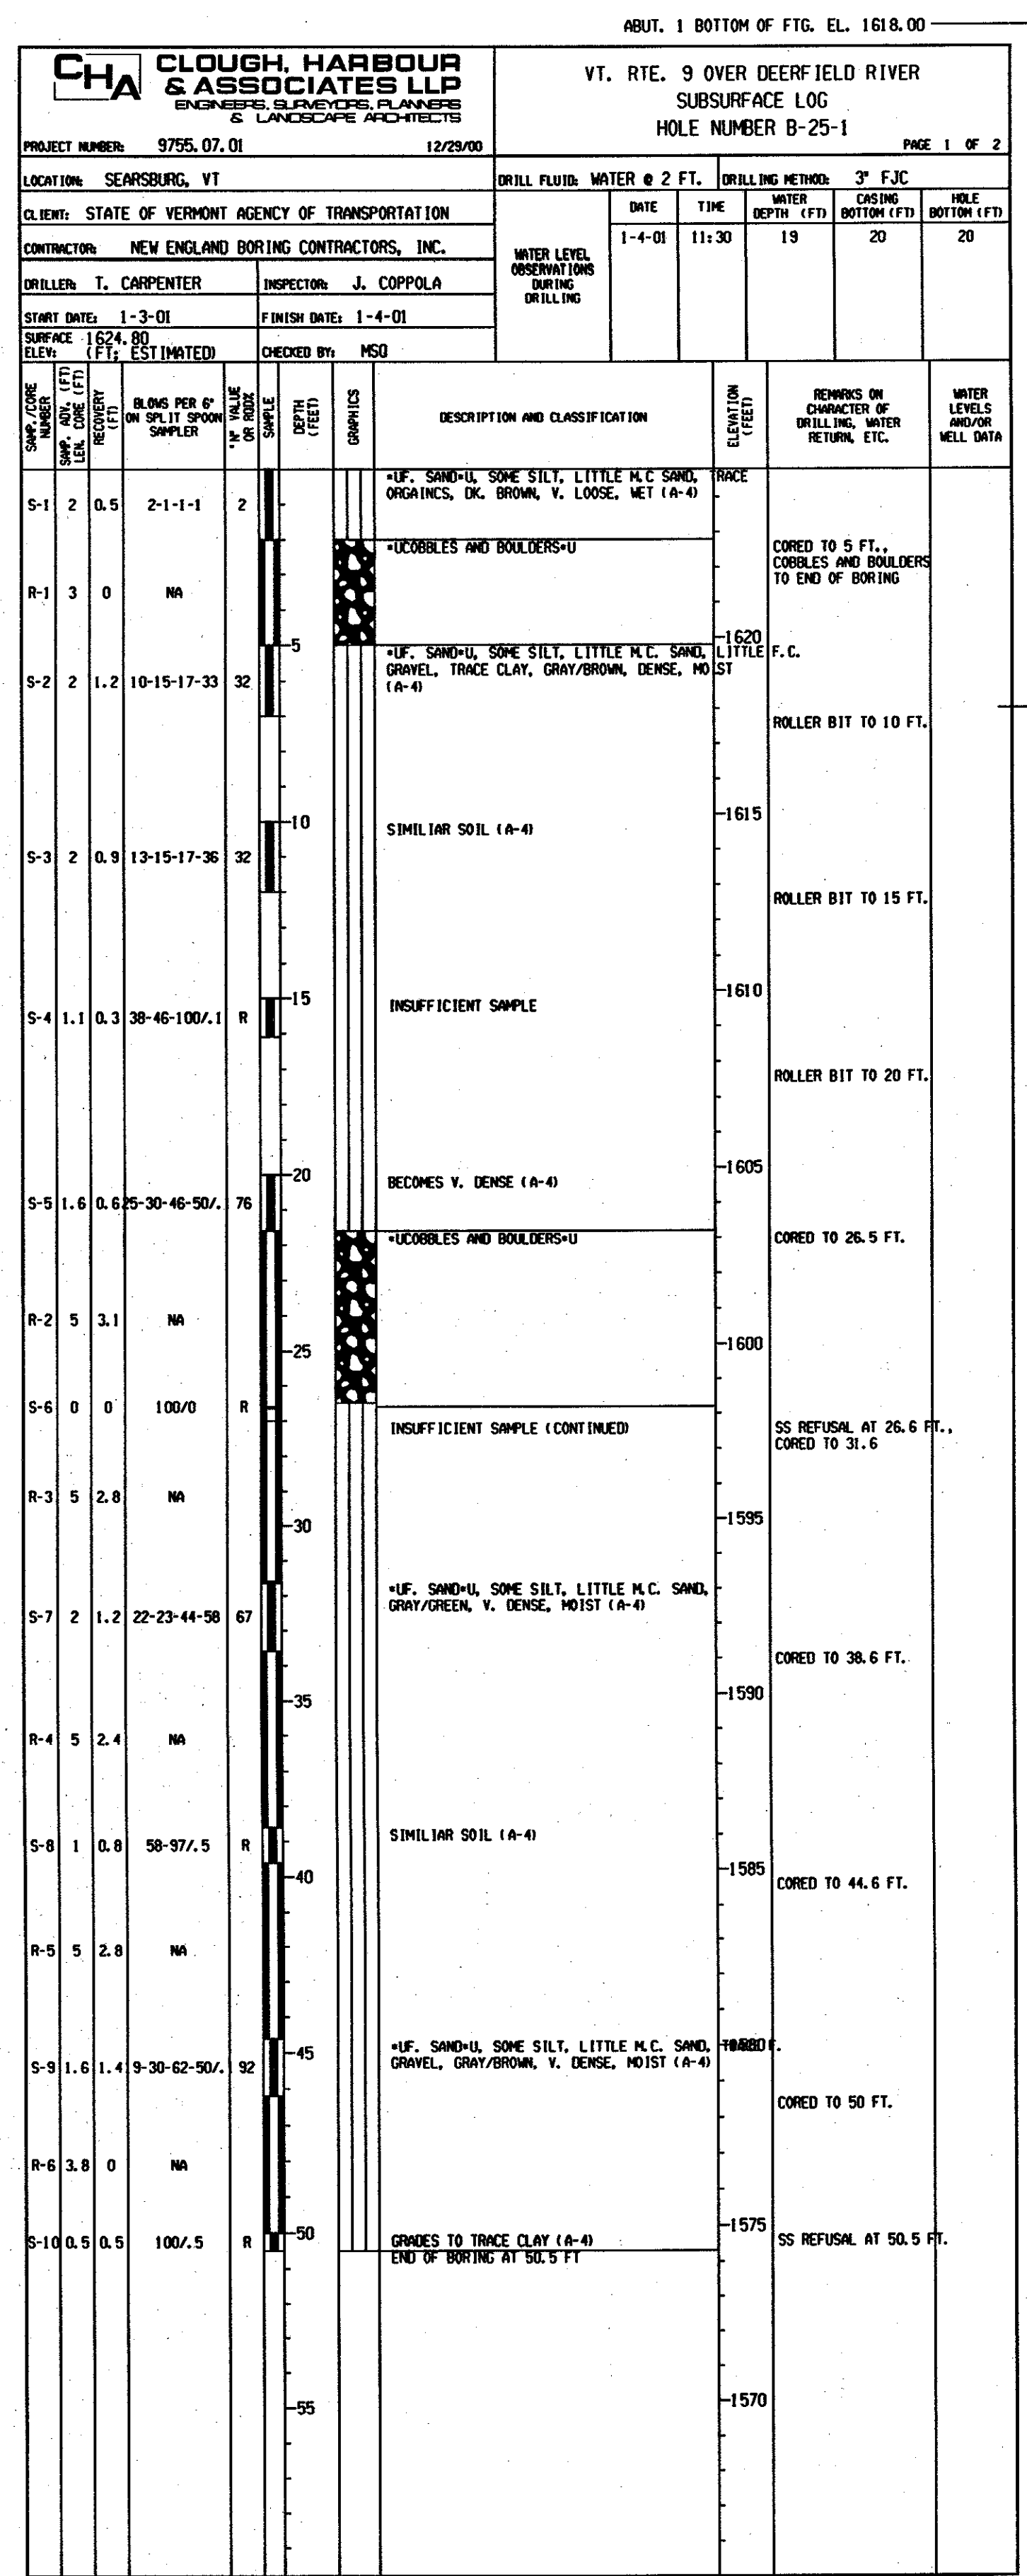 ABUT. 1 BOTTOM OF FTG. EL. 1618.00
CHA CLOUGH, HARBOUR
& ASSOCIATES LLP
ENGINEERS, SURVEYORS, PLANNERS
& LANDSCAPE ARCHITECTS
PROJECT NUMBER: 9755.07.01 12/29/00
VT. RTE. 9 OVER DEERFIELD RIVER
SUBSURFACE LOG
HOLE NUMBER B-25-1
PAGE 1 OF 2
LOCATION: SEARSBURG, VT
DRILL FLUID: WATER @ 2 FT. DRILLING METHOD: 3" FJC
CLIENT: STATE OF VERMONT AGENCY OF TRANSPORTATION
CONTRACTOR: NEW ENGLAND BORING CONTRACTORS, INC.
DRILLER: T. CARPENTER INSPECTOR: J. COPPOLA
START DATE: 1-3-01 FINISH DATE: 1-4-01
SURFACE 1624.80
ELEV: (FT; ESTIMATED) CHECKED BY: MSO
WATER LEVEL
OBSERVATIONS
DURING
DRILLING
DATE TIME WATER DEPTH (FT) CASING BOTTOM (FT) HOLE BOTTOM (FT)
1-4-01 11:30 19 20 20
SAMP./CORE NUMBER
SAMP. ADV. (FT) LEN. CORE (FT)
RECOVERY (FT)
BLOWS PER 6" ON SPLIT SPOON SAMPLER
"N" VALUE OR RQD%
SAMPLE
DEPTH (FEET)
GRAPHICS
DESCRIPTION AND CLASSIFICATION
ELEVATION (FEET)
REMARKS ON CHARACTER OF DRILLING, WATER RETURN, ETC.
WATER LEVELS AND/OR WELL DATA
*UF. SAND*U, SOME SILT, LITTLE M.C SAND, TRACE
ORGAINCS, DK. BROWN, V. LOOSE, WET (A-4)
S-1 2 0.5 2-1-1-1 2
*UCOBBLES AND BOULDERS*U
CORED TO 5 FT.,
COBBLES AND BOULDERS
TO END OF BORING
R-1 3 0 NA
1620
5
*UF. SAND*U, SOME SILT, LITTLE M.C. SAND, LITTLE F.C.
GRAVEL, TRACE CLAY, GRAY/BROWN, DENSE, MOIST
(A-4)
S-2 2 1.2 10-15-17-33 32
ROLLER BIT TO 10 FT.
1615
10
SIMILIAR SOIL (A-4)
S-3 2 0.9 13-15-17-36 32
ROLLER BIT TO 15 FT.
1610
15
INSUFFICIENT SAMPLE
S-4 1.1 0.3 38-46-100/.1 R
ROLLER BIT TO 20 FT.
1605
20
BECOMES V. DENSE (A-4)
S-5 1.6 0.6 25-30-46-50/. 76
*UCOBBLES AND BOULDERS*U
CORED TO 26.5 FT.
R-2 5 3.1 NA
1600
25
S-6 0 0 100/0 R
INSUFFICIENT SAMPLE (CONTINUED)
SS REFUSAL AT 26.6 FT.,
CORED TO 31.6
R-3 5 2.8 NA
1595
30
*UF. SAND*U, SOME SILT, LITTLE M.C. SAND,
GRAY/GREEN, V. DENSE, MOIST (A-4)
S-7 2 1.2 22-23-44-58 67
CORED TO 38.6 FT.
1590
35
R-4 5 2.4 NA
SIMILIAR SOIL (A-4)
S-8 1 0.8 58-97/.5 R
1585
40
CORED TO 44.6 FT.
R-5 5 2.8 NA
*UF. SAND*U, SOME SILT, LITTLE M.C. SAND, F.
1580
45
GRAVEL, GRAY/BROWN, V. DENSE, MOIST (A-4)
S-9 1.6 1.4 9-30-62-50/. 92
CORED TO 50 FT.
R-6 3.8 0 NA
1575
50
S-10 0.5 0.5 100/.5 R
GRADES TO TRACE CLAY (A-4)
SS REFUSAL AT 50.5 FT.
END OF BORING AT 50.5 FT
1570
55